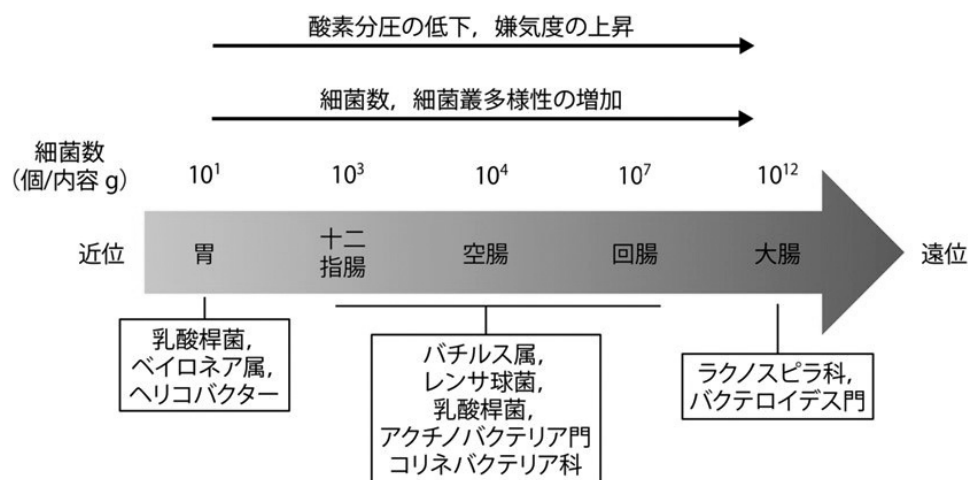 酸素分圧の低下，嫌気度の上昇
細菌数，細菌叢多様性の増加
細菌数
（個/内容 g）
10¹ 10³ 10⁴ 10⁷ 10¹²
近位 胃 十二指腸 空腸 回腸 大腸 遠位
乳酸桿菌，
ベイロネア属，
ヘリコバクター
バチルス属，
レンサ球菌，
乳酸桿菌，
アクチノバクテリア門
コリネバクテリア科
ラクノスピラ科，
バクテロイデス門